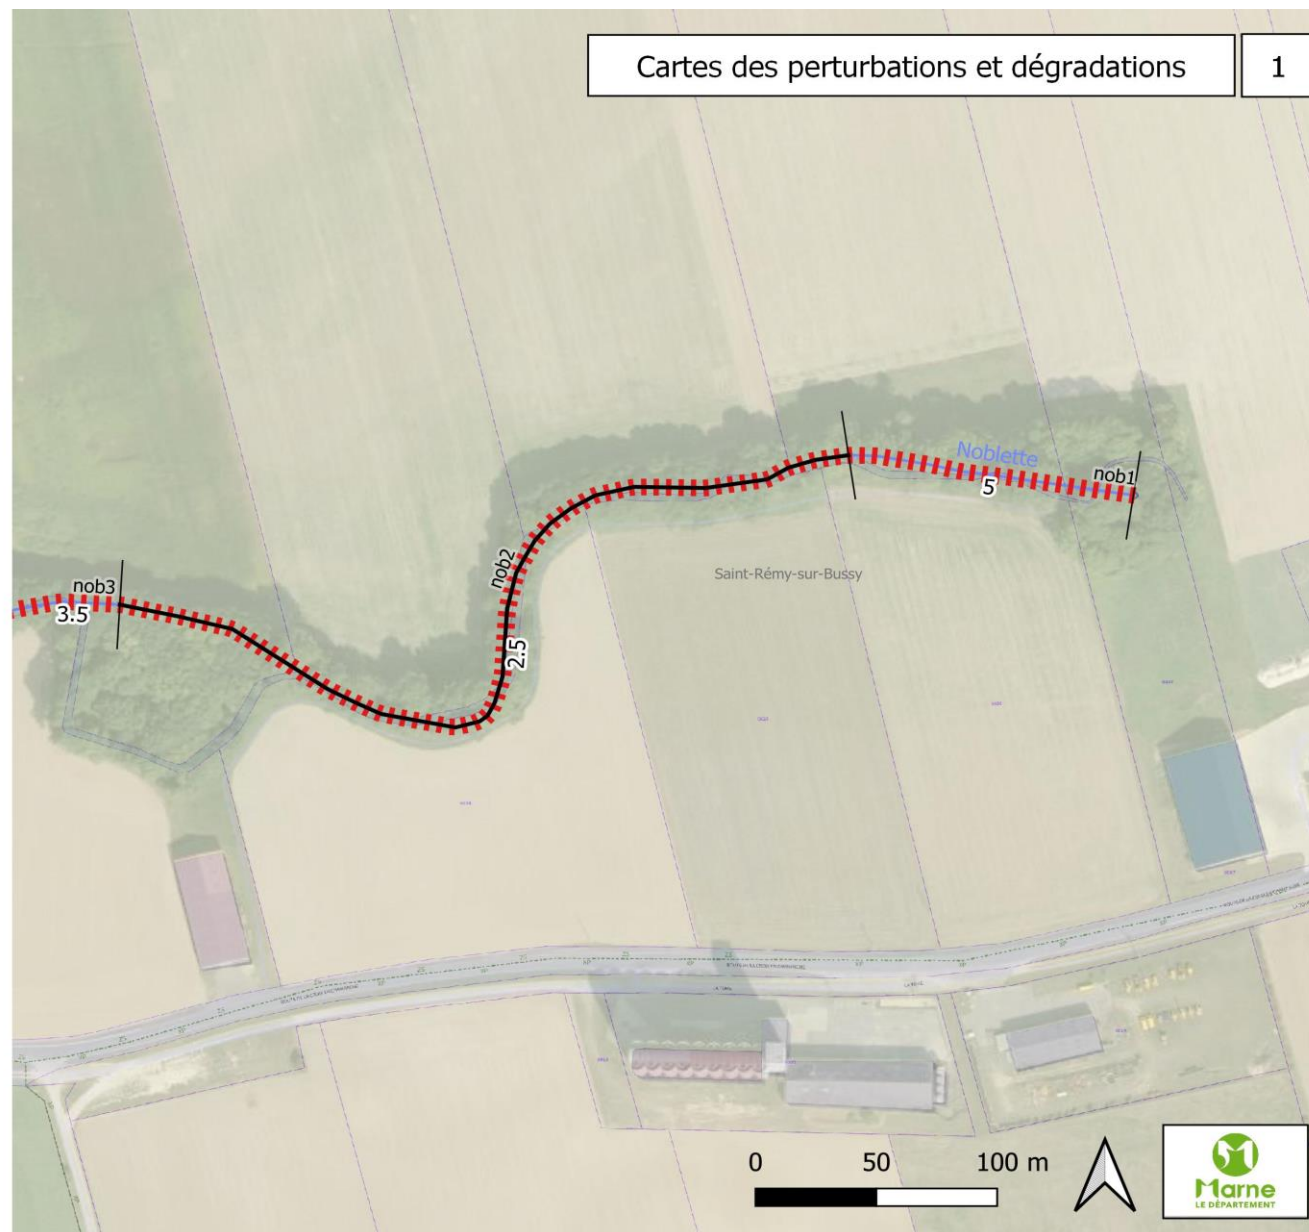 Cartes des perturbations et dégradations
1
Noblette
nob1
5
nob2
Saint-Rémy-sur-Bussy
nob3
3.5
2.5
0 50 100 m
Marne
LE DÉPARTEMENT